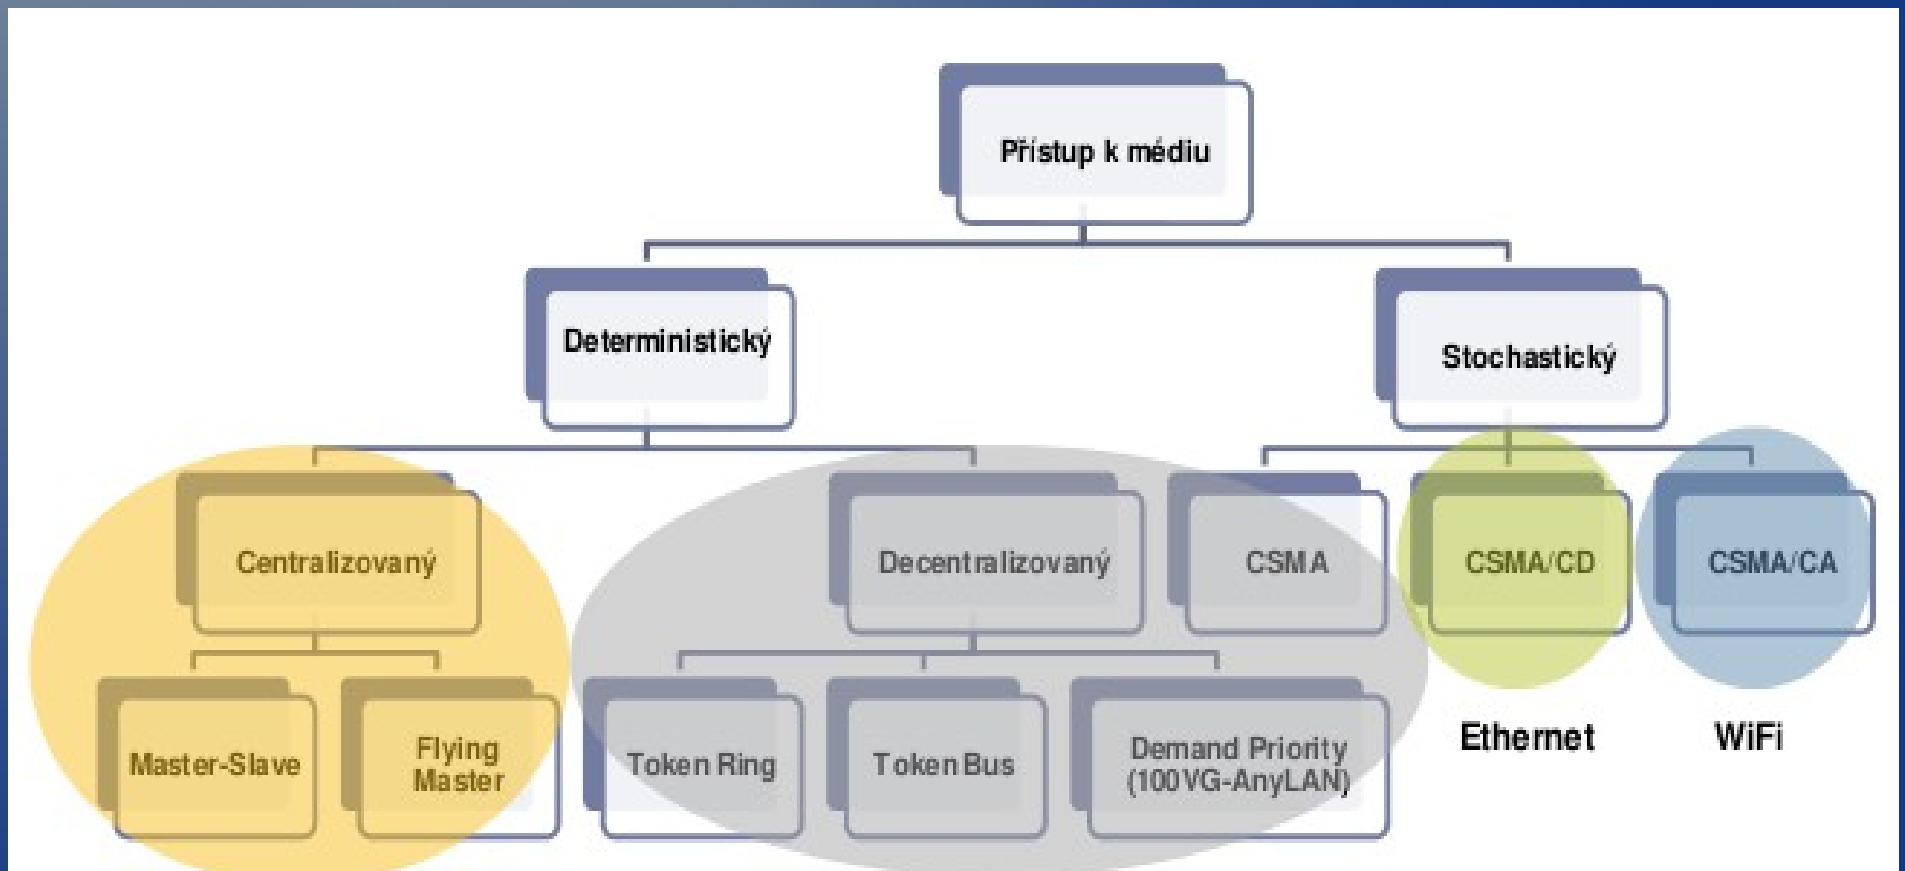 Přístup k médiu
Deterministický
Stochastický
Centralizovaný
Decentralizovaný
CSMA
CSMA/CD
CSMA/CA
Master-Slave
Flying
Master
Token Ring
Token Bus
Demand Priority
(100VG-AnyLAN)
Ethernet
WiFi